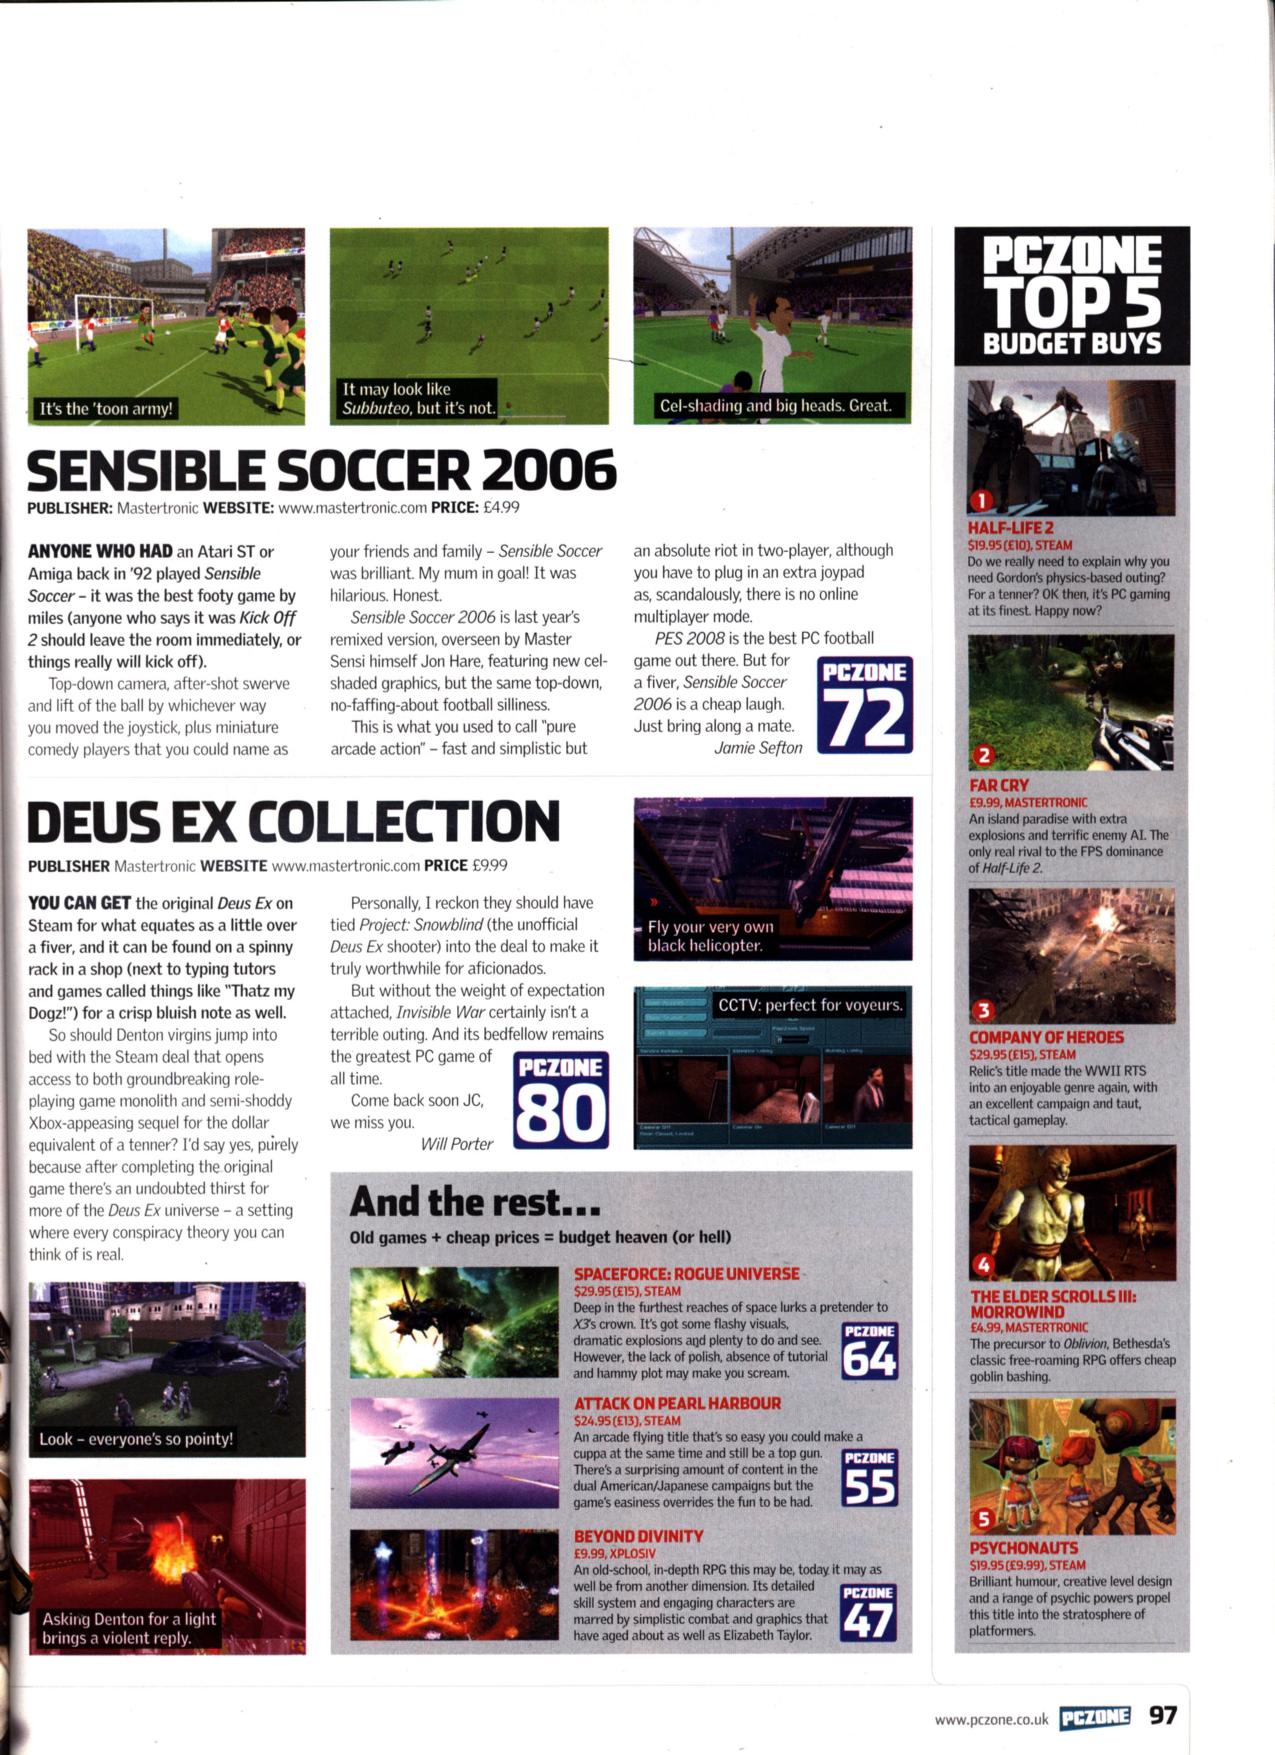 It's the 'toon army!
It may look like
Subbuteo, but it's not.
Cel-shading and big heads. Great.
SENSIBLE SOCCER 2006
PUBLISHER: Mastertronic WEBSITE: www.mastertronic.com PRICE: £4.99
ANYONE WHO HAD an Atari ST or
Amiga back in '92 played Sensible
Soccer – it was the best footy game by
miles (anyone who says it was Kick Off
2 should leave the room immediately, or
things really will kick off).
Top-down camera, after-shot swerve
and lift of the ball by whichever way
you moved the joystick, plus miniature
comedy players that you could name as
your friends and family – Sensible Soccer
was brilliant. My mum in goal! It was
hilarious. Honest.
Sensible Soccer 2006 is last year's
remixed version, overseen by Master
Sensi himself Jon Hare, featuring new cel-
shaded graphics, but the same top-down,
no-faffing-about football silliness.
This is what you used to call "pure
arcade action" – fast and simplistic but
an absolute riot in two-player, although
you have to plug in an extra joypad
as, scandalously, there is no online
multiplayer mode.
PES 2008 is the best PC football
game out there. But for
a fiver, Sensible Soccer
2006 is a cheap laugh.
Just bring along a mate.
Jamie Sefton
PCZONE
72
DEUS EX COLLECTION
PUBLISHER Mastertronic WEBSITE www.mastertronic.com PRICE £9.99
YOU CAN GET the original Deus Ex on
Steam for what equates as a little over
a fiver, and it can be found on a spinny
rack in a shop (next to typing tutors
and games called things like "Thatz my
Dogz!") for a crisp bluish note as well.
So should Denton virgins jump into
bed with the Steam deal that opens
access to both groundbreaking role-
playing game monolith and semi-shoddy
Xbox-appeasing sequel for the dollar
equivalent of a tenner? I'd say yes, purely
because after completing the original
game there's an undoubted thirst for
more of the Deus Ex universe – a setting
where every conspiracy theory you can
think of is real.
Personally, I reckon they should have
tied Project: Snowblind (the unofficial
Deus Ex shooter) into the deal to make it
truly worthwhile for aficionados.
But without the weight of expectation
attached, Invisible War certainly isn't a
terrible outing. And its bedfellow remains
the greatest PC game of
all time.
Come back soon JC,
we miss you.
Will Porter
PCZONE
80
Fly your very own
black helicopter.
CCTV: perfect for voyeurs.
Look – everyone's so pointy!
Asking Denton for a light
brings a violent reply.
And the rest...
Old games + cheap prices = budget heaven (or hell)
SPACEFORCE: ROGUE UNIVERSE
$29.95 (£15), STEAM
Deep in the furthest reaches of space lurks a pretender to
X3's crown. It's got some flashy visuals,
dramatic explosions and plenty to do and see.
However, the lack of polish, absence of tutorial
and hammy plot may make you scream.
PCZONE
64
ATTACK ON PEARL HARBOUR
$24.95 (£13), STEAM
An arcade flying title that's so easy you could make a
cuppa at the same time and still be a top gun.
There's a surprising amount of content in the
dual American/Japanese campaigns but the
game's easiness overrides the fun to be had.
PCZONE
55
BEYOND DIVINITY
£9.99, XPLOSIV
An old-school, in-depth RPG this may be, today it may as
well be from another dimension. Its detailed
skill system and engaging characters are
marred by simplistic combat and graphics that
have aged about as well as Elizabeth Taylor.
PCZONE
47
PCZONE
TOP 5
BUDGET BUYS
1
HALF-LIFE 2
$19.95 (£10), STEAM
Do we really need to explain why you
need Gordon's physics-based outing?
For a tenner? OK then, it's PC gaming
at its finest. Happy now?
2
FAR CRY
£9.99, MASTERTRONIC
An island paradise with extra
explosions and terrific enemy AI. The
only real rival to the FPS dominance
of Half-Life 2.
3
COMPANY OF HEROES
$29.95 (£15), STEAM
Relic's title made the WWII RTS
into an enjoyable genre again, with
an excellent campaign and taut,
tactical gameplay.
4
THE ELDER SCROLLS III:
MORROWIND
£4.99, MASTERTRONIC
The precursor to Oblivion, Bethesda's
classic free-roaming RPG offers cheap
goblin bashing.
5
PSYCHONAUTS
$19.95 (£9.99), STEAM
Brilliant humour, creative level design
and a range of psychic powers propel
this title into the stratosphere of
platformers.
www.pczone.co.uk PCZONE 97